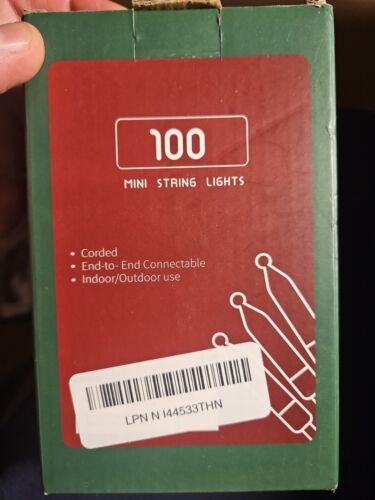 100
MINI STRING LIGHTS
• Corded
• End-to- End Connectable
• Indoor/Outdoor use
LPN N I44533THN